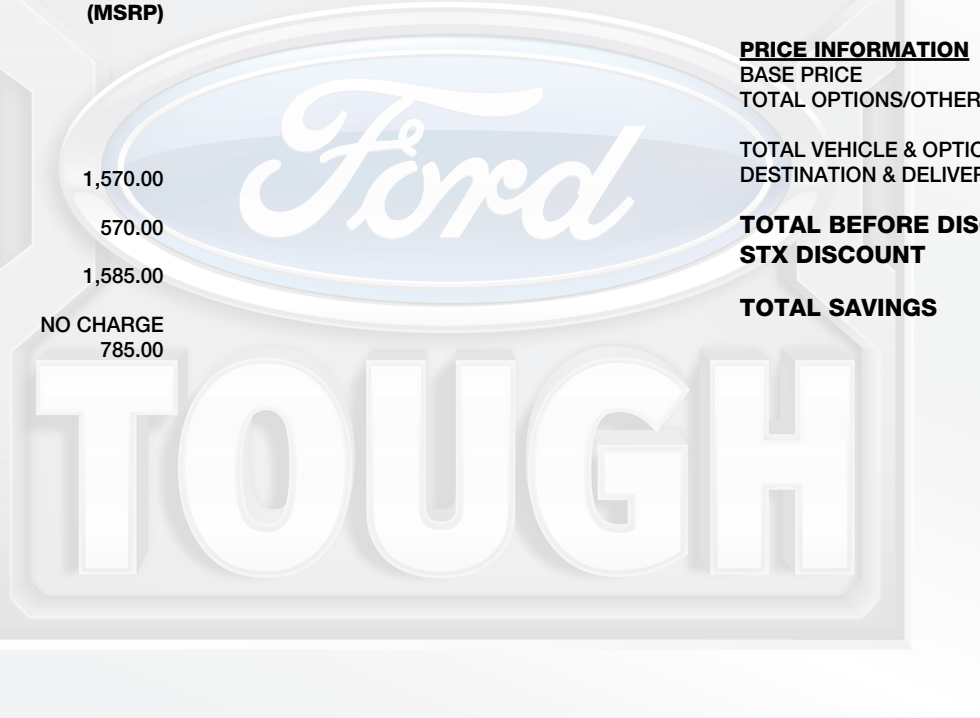 (MSRP)
1,570.00
570.00
1,585.00
NO CHARGE
785.00
PRICE INFORMATION
BASE PRICE
TOTAL OPTIONS/OTHER
TOTAL VEHICLE & OPTIO
DESTINATION & DELIVER
TOTAL BEFORE DIS
STX DISCOUNT
TOTAL SAVINGS
Ford
TOUGH